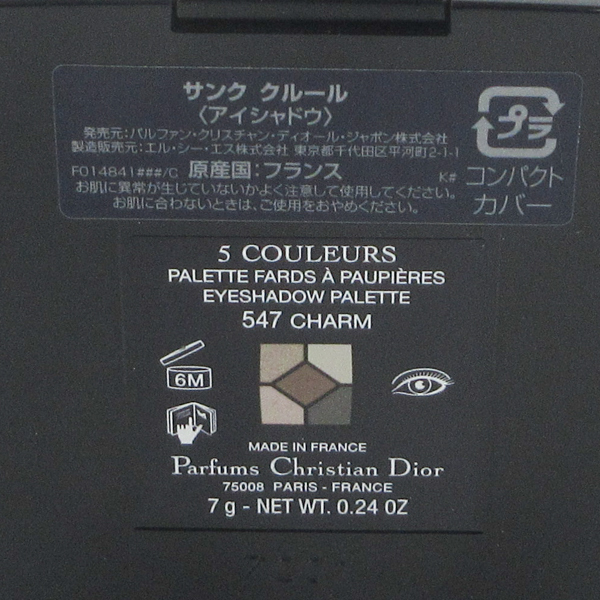 サンク クルール
〈アイシャドウ〉
発売元:パルファン・クリスチャン・ディオール・ジャポン株式会社
製造販売元:エル・シー・エス株式会社 東京都千代田区平河町2-1-1
F014841###/C 原産国:フランス K#
お肌に異常が生じていないかよく注意して使用してください。
お肌に合わないときは、ご使用をおやめください。
プラ
コンパクト
カバー
5 COULEURS
PALETTE FARDS À PAUPIÈRES
EYESHADOW PALETTE
547 CHARM
6M
MADE IN FRANCE
Parfums Christian Dior
75008 PARIS - FRANCE
7 g - NET WT. 0.24 OZ